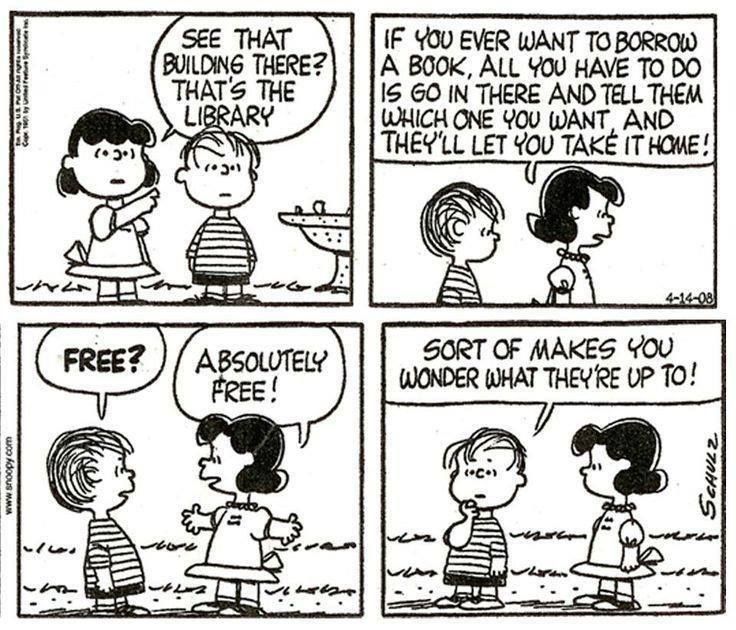 SEE THAT
BUILDING THERE?
THAT'S THE
LIBRARY
IF YOU EVER WANT TO BORROW
A BOOK, ALL YOU HAVE TO DO
IS GO IN THERE AND TELL THEM
WHICH ONE YOU WANT, AND
THEY'LL LET YOU TAKE IT HOME!
4-14-08
FREE?
ABSOLUTELY
FREE!
www.snoopy.com
SORT OF MAKES YOU
WONDER WHAT THEY'RE UP TO!
SCHULZ